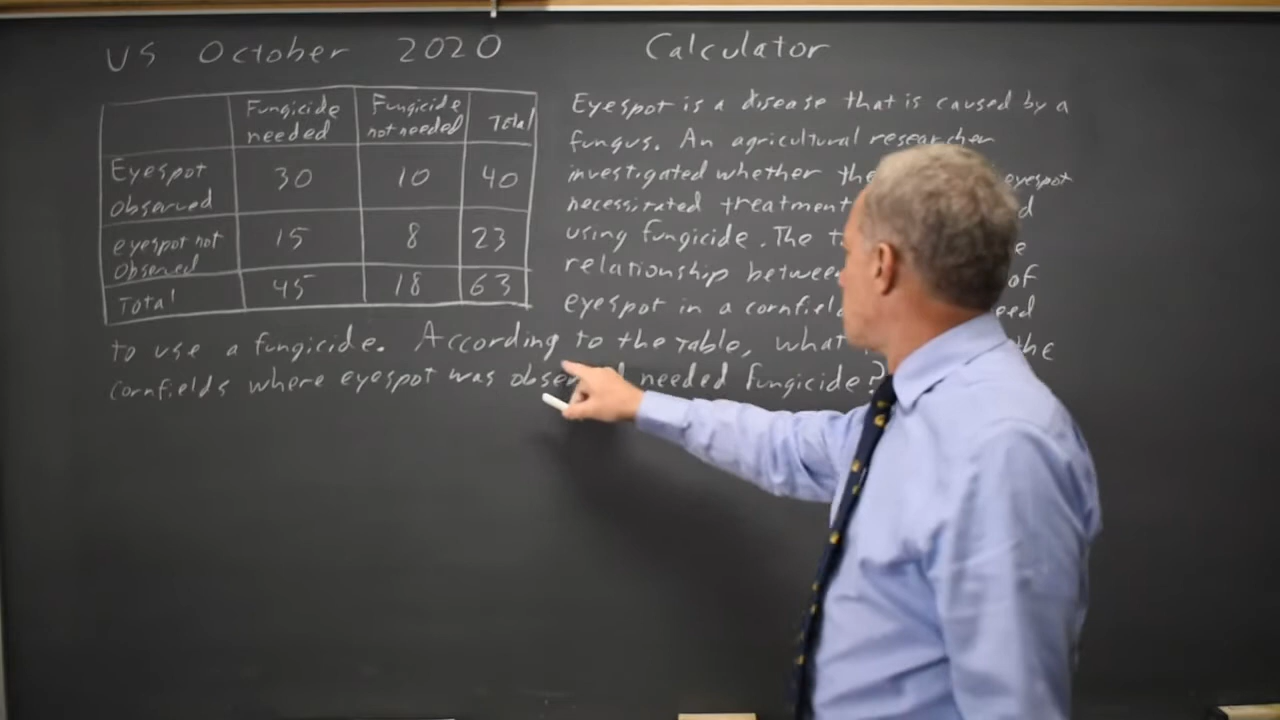 US October 2020
Calculator
Fungicide needed
Fungicide not needed
Total
Eyespot Observed
30
10
40
eyespot not Observed
15
8
23
Total
45
18
63
Eyespot is a disease that is caused by a
fungus. An agricultural researcher
investigated whether the eyespot
necessitated treatment
using fungicide. The
relationship between of
eyespot in a cornfield
to use a fungicide. According to the table, what the
cornfields where eyespot was observed needed fungicide?